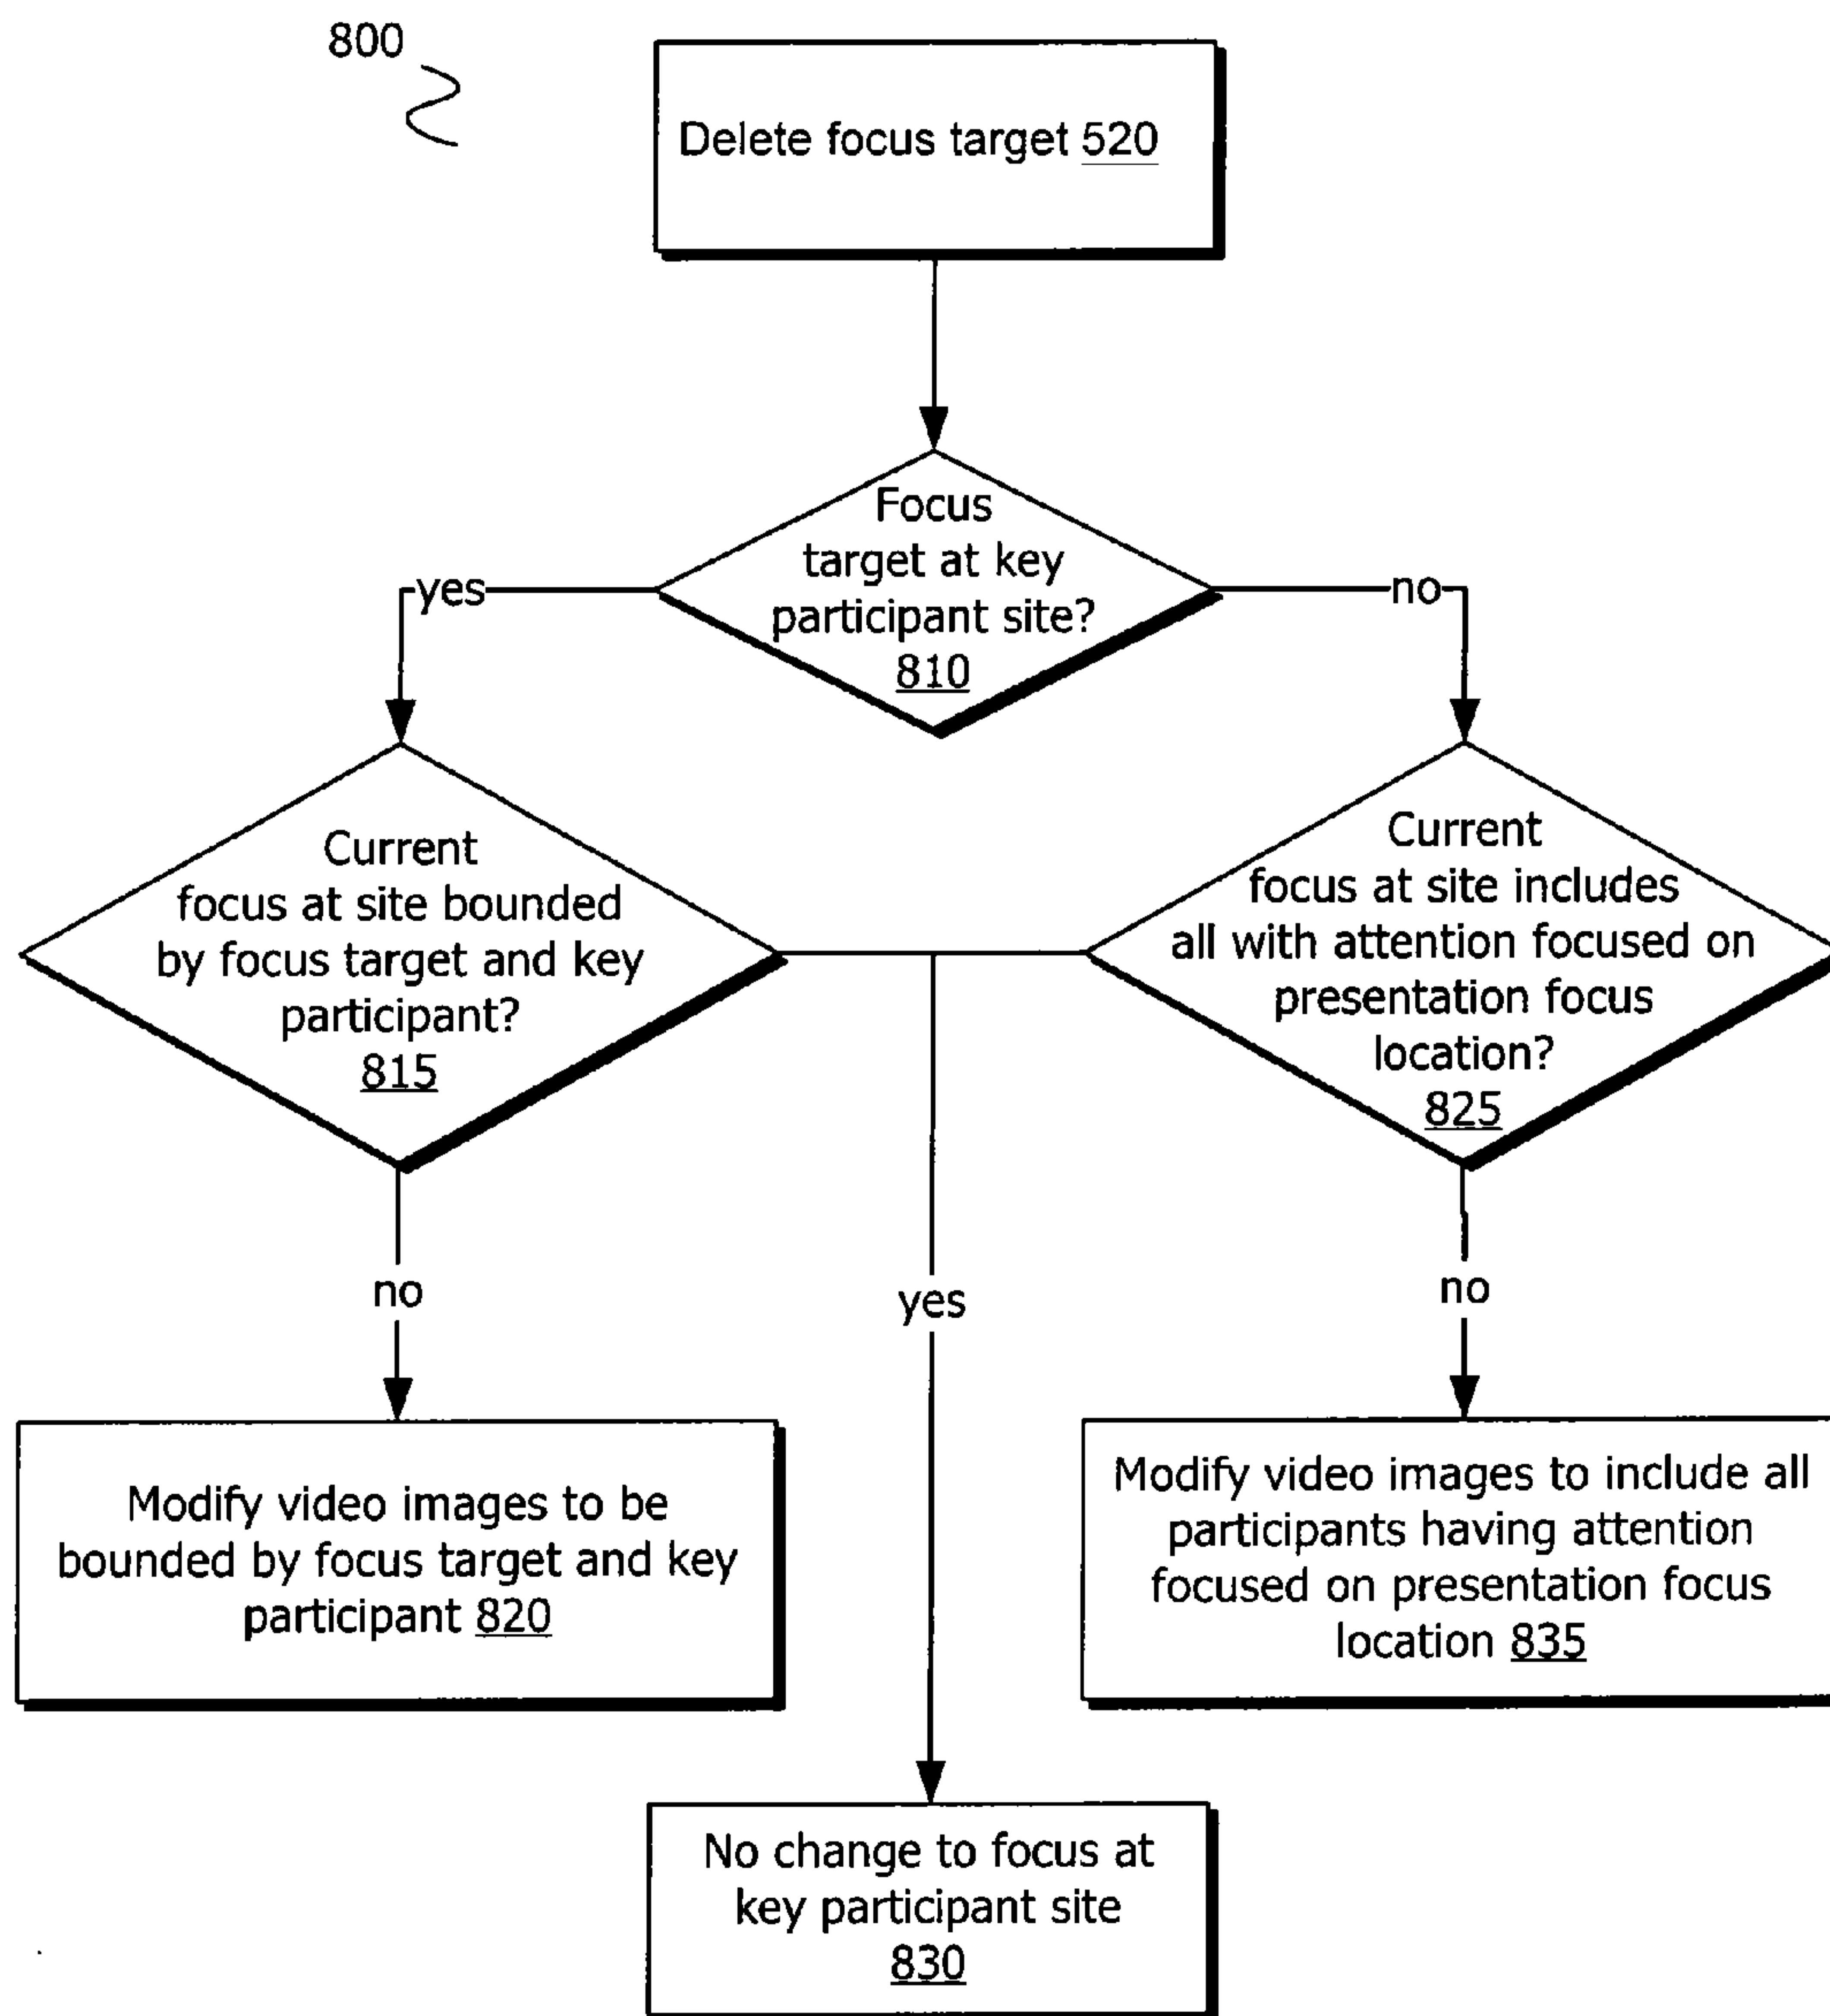 800
Delete focus target 520
Focus
target at key
participant site?
810
yes
no
Current
focus at site bounded
by focus target and key
participant?
815
Current
focus at site includes
all with attention focused on
presentation focus
location?
825
no
yes
no
Modify video images to be
bounded by focus target and key
participant 820
Modify video images to include all
participants having attention
focused on presentation focus
location 835
No change to focus at
key participant site
830